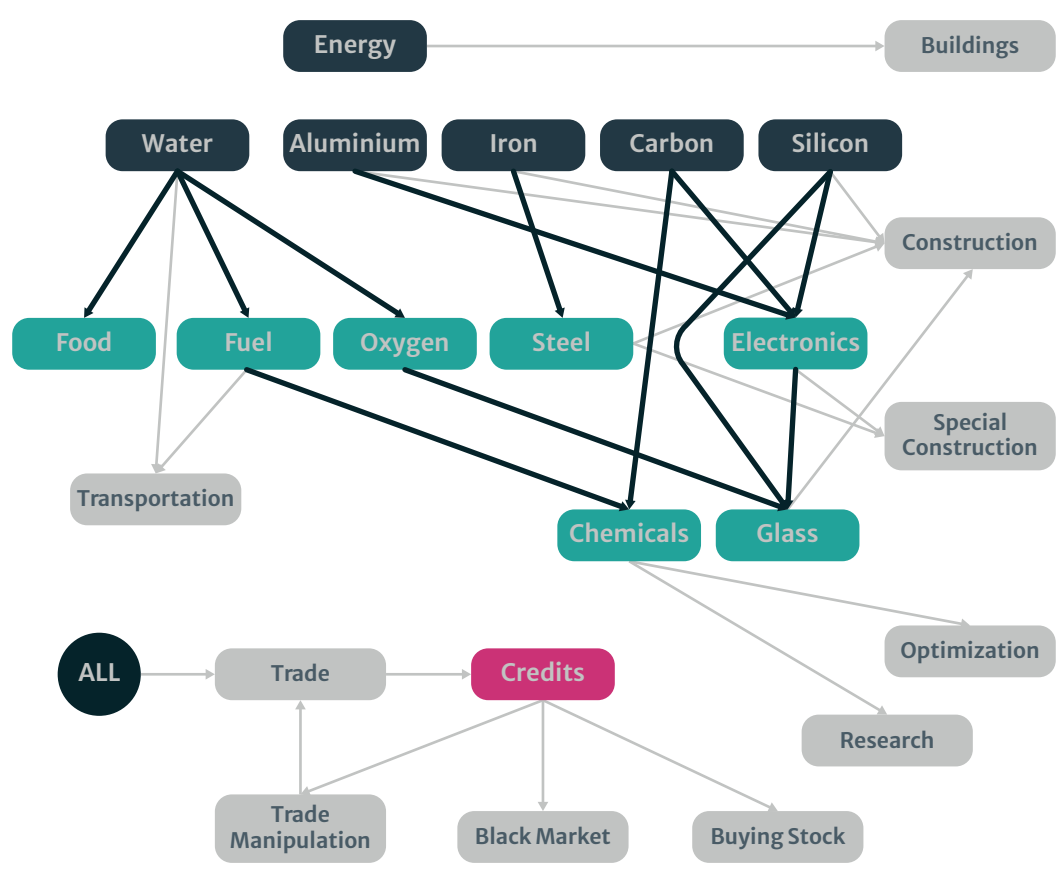 Energy
Buildings
Water
Aluminium
Iron
Carbon
Silicon
Construction
Food
Fuel
Oxygen
Steel
Electronics
Special
Construction
Transportation
Chemicals
Glass
Optimization
ALL
Trade
Credits
Research
Trade
Manipulation
Black Market
Buying Stock